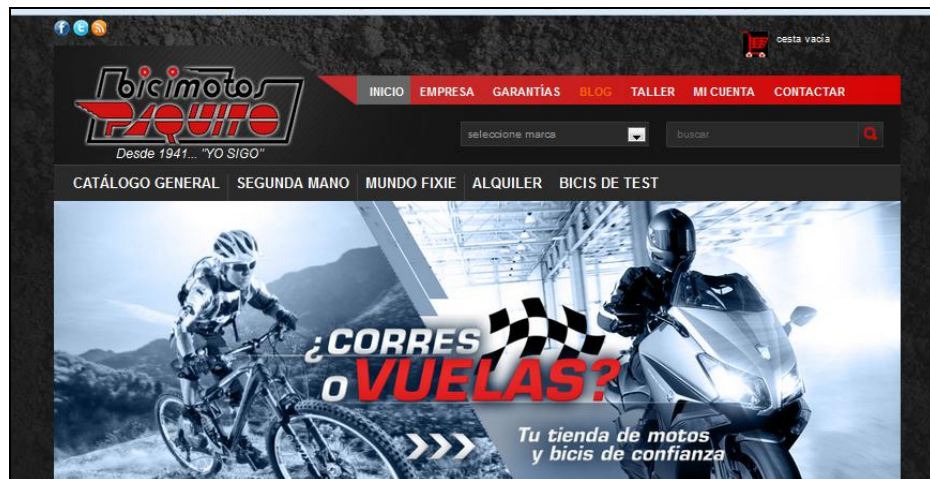 cesta vacía
bicimotos
PAQUITO
Desde 1941... "YO SIGO"
INICIO EMPRESA GARANTÍAS BLOG TALLER MI CUENTA CONTACTAR
seleccione marca
buscar
CATÁLOGO GENERAL SEGUNDA MANO MUNDO FIXIE ALQUILER BICIS DE TEST
¿CORRES
O VUELAS?
Tu tienda de motos
y bicis de confianza